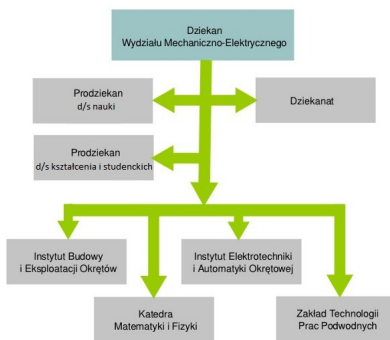 Dziekan
Wydziału Mechaniczno-Elektrycznego
Prodziekan
d/s nauki
Dziekanat
Prodziekan
d/s kształcenia i studenckich
Instytut Budowy
i Eksploatacji Okrętów
Instytut Elektrotechniki
i Automatyki Okrętowej
Katedra
Matematyki i Fizyki
Zakład Technologii
Prac Podwodnych